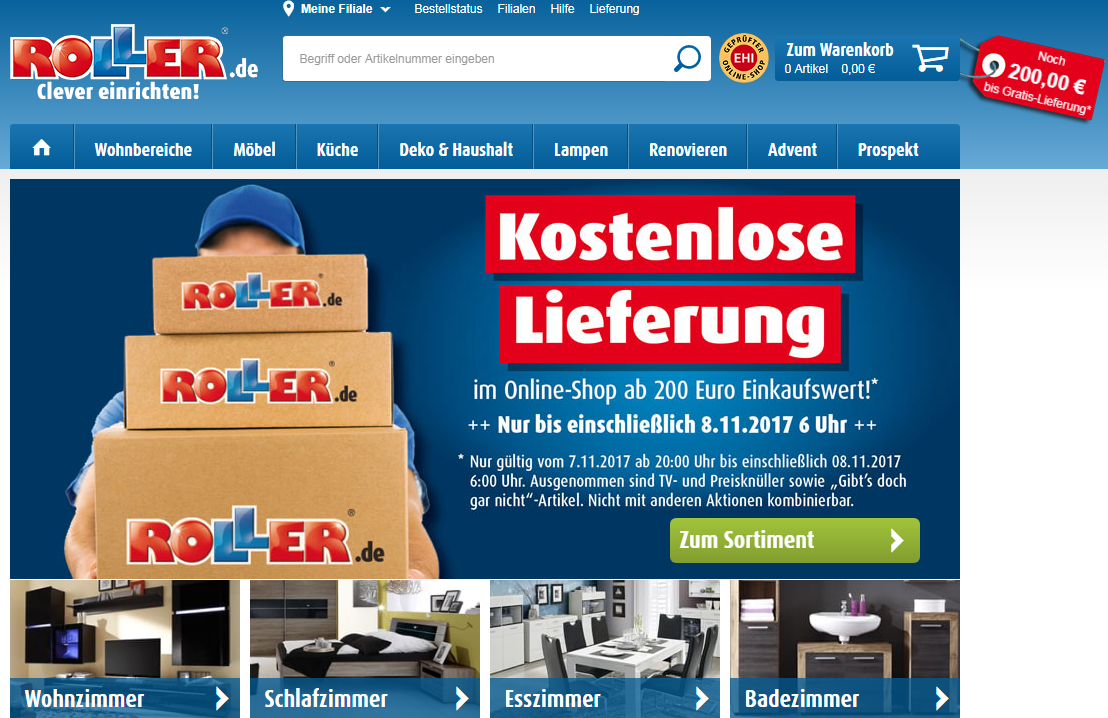 Meine Filiale Bestellstatus Filialen Hilfe Lieferung
ROLLER®.de
Clever einrichten!
Begriff oder Artikelnummer eingeben
GEPRÜFTER
EHI
ONLINE-SHOP
Zum Warenkorb
0 Artikel 0,00 €
Noch
200,00 €
bis Gratis-Lieferung*
Wohnbereiche Möbel Küche Deko & Haushalt Lampen Renovieren Advent Prospekt
Kostenlose
Lieferung
im Online-Shop ab 200 Euro Einkaufswert!*
++ Nur bis einschließlich 8.11.2017 6 Uhr ++
* Nur gültig vom 7.11.2017 ab 20:00 Uhr bis einschließlich 08.11.2017
6:00 Uhr. Ausgenommen sind TV- und Preisknüller sowie „Gibt's doch
gar nicht“-Artikel. Nicht mit anderen Aktionen kombinierbar.
Zum Sortiment
ROLLER®.de
ROLLER®.de
ROLLER®.de
Wohnzimmer Schlafzimmer Esszimmer Badezimmer